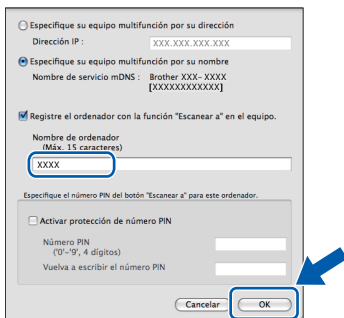 Especifique su equipo multifunción por su dirección
Dirección IP :
XXX.XXX.XXX.XXX
Especifique su equipo multifunción por su nombre
Nombre de servicio mDNS : Brother XXX- XXXX
[XXXXXXXXXXXX]
Registre el ordenador con la función "Escanear a" en el equipo.
Nombre de ordenador
(Máx. 15 caracteres)
XXXX
Especifique el número PIN del botón "Escanear a" para este ordenador.
Activar protección de número PIN
Número PIN
('0'-'9', 4 dígitos)
Vuelva a escribir el número PIN
Cancelar
OK